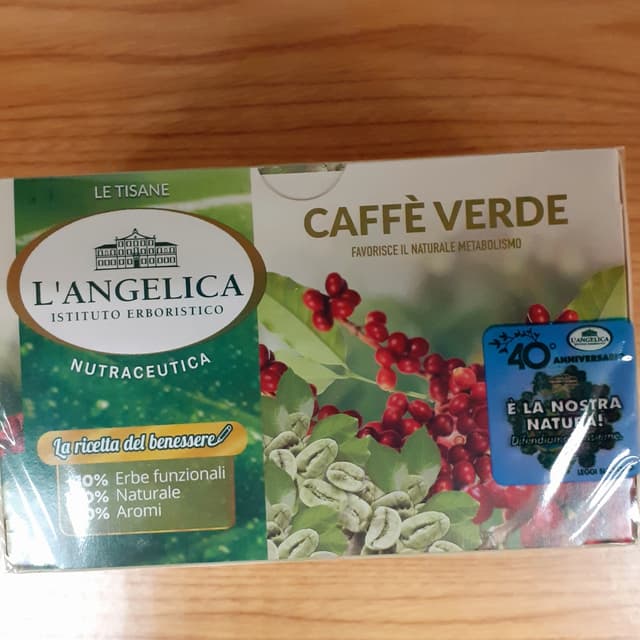 LE TISANE
L'ANGELICA
ISTITUTO ERBORISTICO
NUTRACEUTICA
La ricetta del benessere
Erbe funzionali
Naturale
Aromi
CAFFÈ VERDE
FAVORISCE IL NATURALE METABOLISMO
L'ANGELICA
40° ANNIVERSARIO
È LA NOSTRA
NATURA!
LEGGI